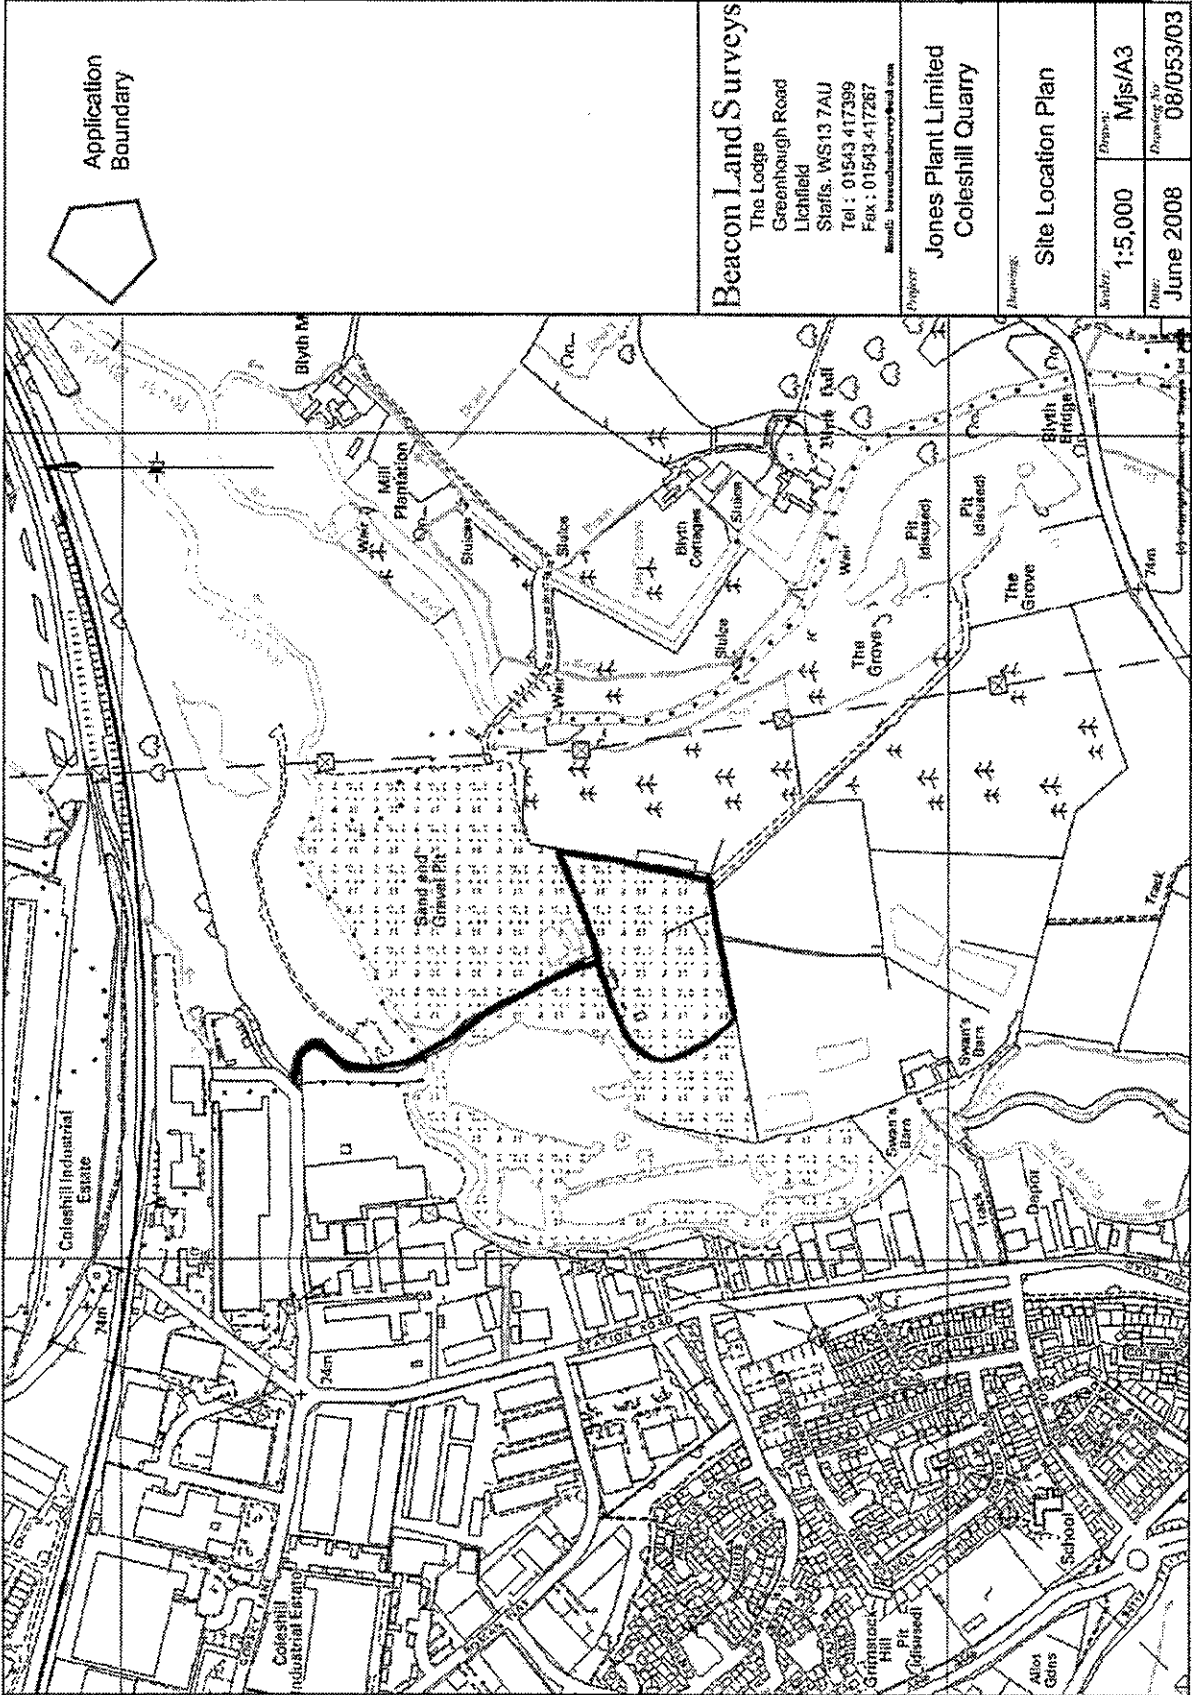 Application
Boundary
Beacon Land Surveys
The Lodge
Greenhough Road
Lichfield
Staffs. WS13 7AU
Tel : 01543 417399
Fax : 01543 417267
Project:
Jones Plant Limited
Coleshill Quarry
Drawing:
Site Location Plan
Scale:
1:5,000
Drawn:
Mjs/A3
Date:
June 2008
Drawing No
08/053/03
Blyth M
Mill
Plantation
Weir
Sluices
Sluice
Blyth
Cottages
Sluice
Blyth Hall
Weir
Pit
(disused)
Pit
(disused)
Blyth
Bridge
The
Grove
The
Grove
74m
Sluice
Weir
N
Sand and
Gravel Pit
Track
Swan's
Barn
Swan's
Barn
Track
Depot
Coleshill Industrial
Estate
74m
74m
STATION ROAD
Coleshill
Industrial Estate
Grimstock
Hill
Pit
(disused)
School
Allot
Gdns